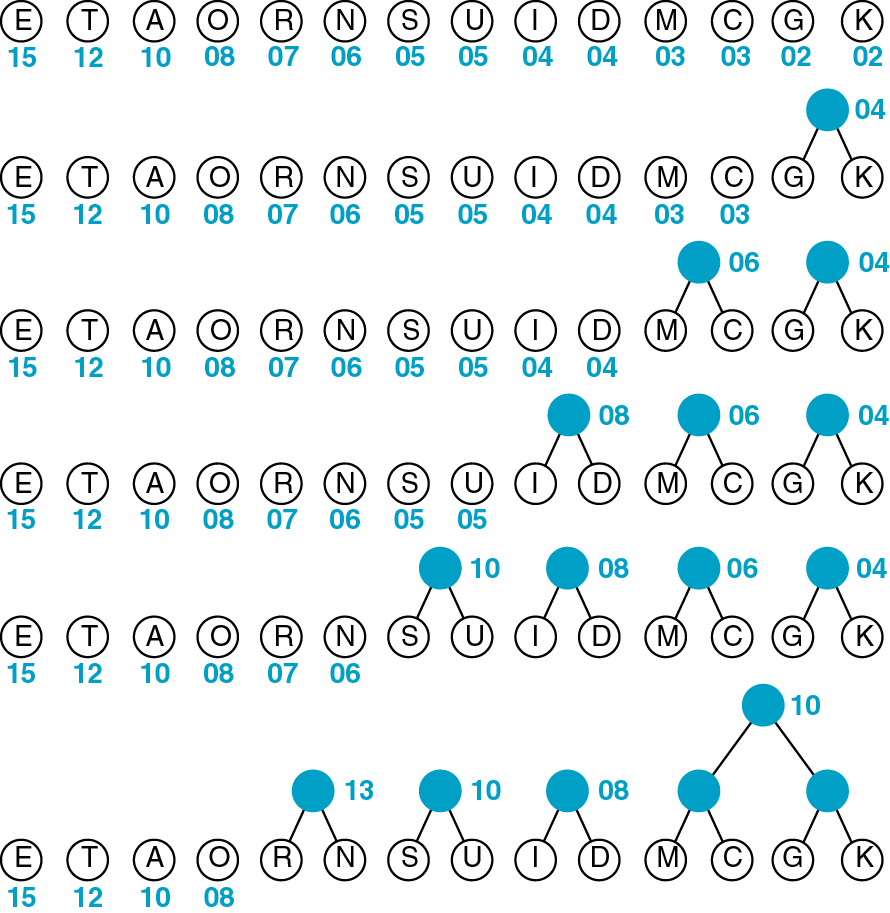 E T A O R N S U I D M C G K
15 12 10 08 07 06 05 05 04 04 03 03 02 02
04
E T A O R N S U I D M C G K
15 12 10 08 07 06 05 05 04 04 03 03
06 04
E T A O R N S U I D M C G K
15 12 10 08 07 06 05 05 04 04
08 06 04
E T A O R N S U I D M C G K
15 12 10 08 07 06 05 05
10 08 06 04
E T A O R N S U I D M C G K
15 12 10 08 07 06
10
13 10 08
E T A O R N S U I D M C G K
15 12 10 08